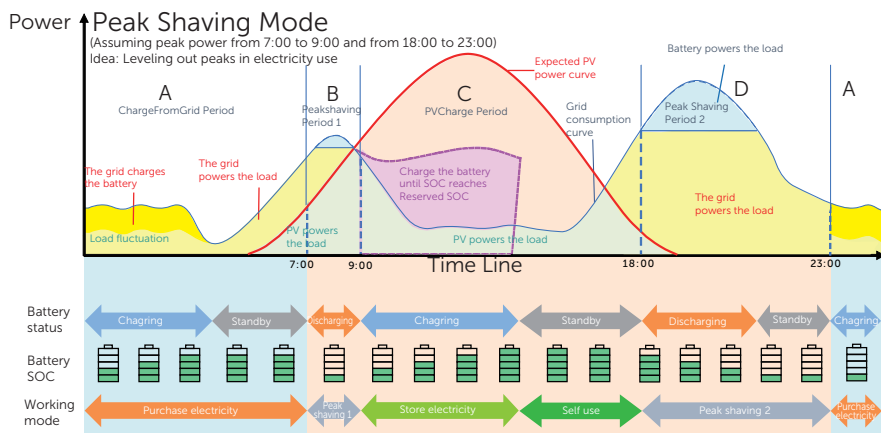 Power
Peak Shaving Mode
(Assuming peak power from 7:00 to 9:00 and from 18:00 to 23:00)
Idea: Leveling out peaks in electricity use
A
ChargeFromGrid Period
B
Peakshaving
Period 1
C
PVCharge Period
Expected PV
power curve
Grid
consumption
curve
Battery powers the load
D
Peak Shaving
Period 2
A
The grid charges
the battery
The grid
powers the load
Charge the battery
until SOC reaches
Reserved SOC
The grid
powers the load
Load fluctuation
PV powers
the load
PV powers the load
7:00
9:00
Time Line
18:00
23:00
Battery
status
Chagring
Standby
Discharging
Chagring
Standby
Discharging
Standby
Chagring
Battery
SOC
Working
mode
Purchase electricity
Peak
shaving 1
Store electricity
Self use
Peak shaving 2
Purchase
electricity